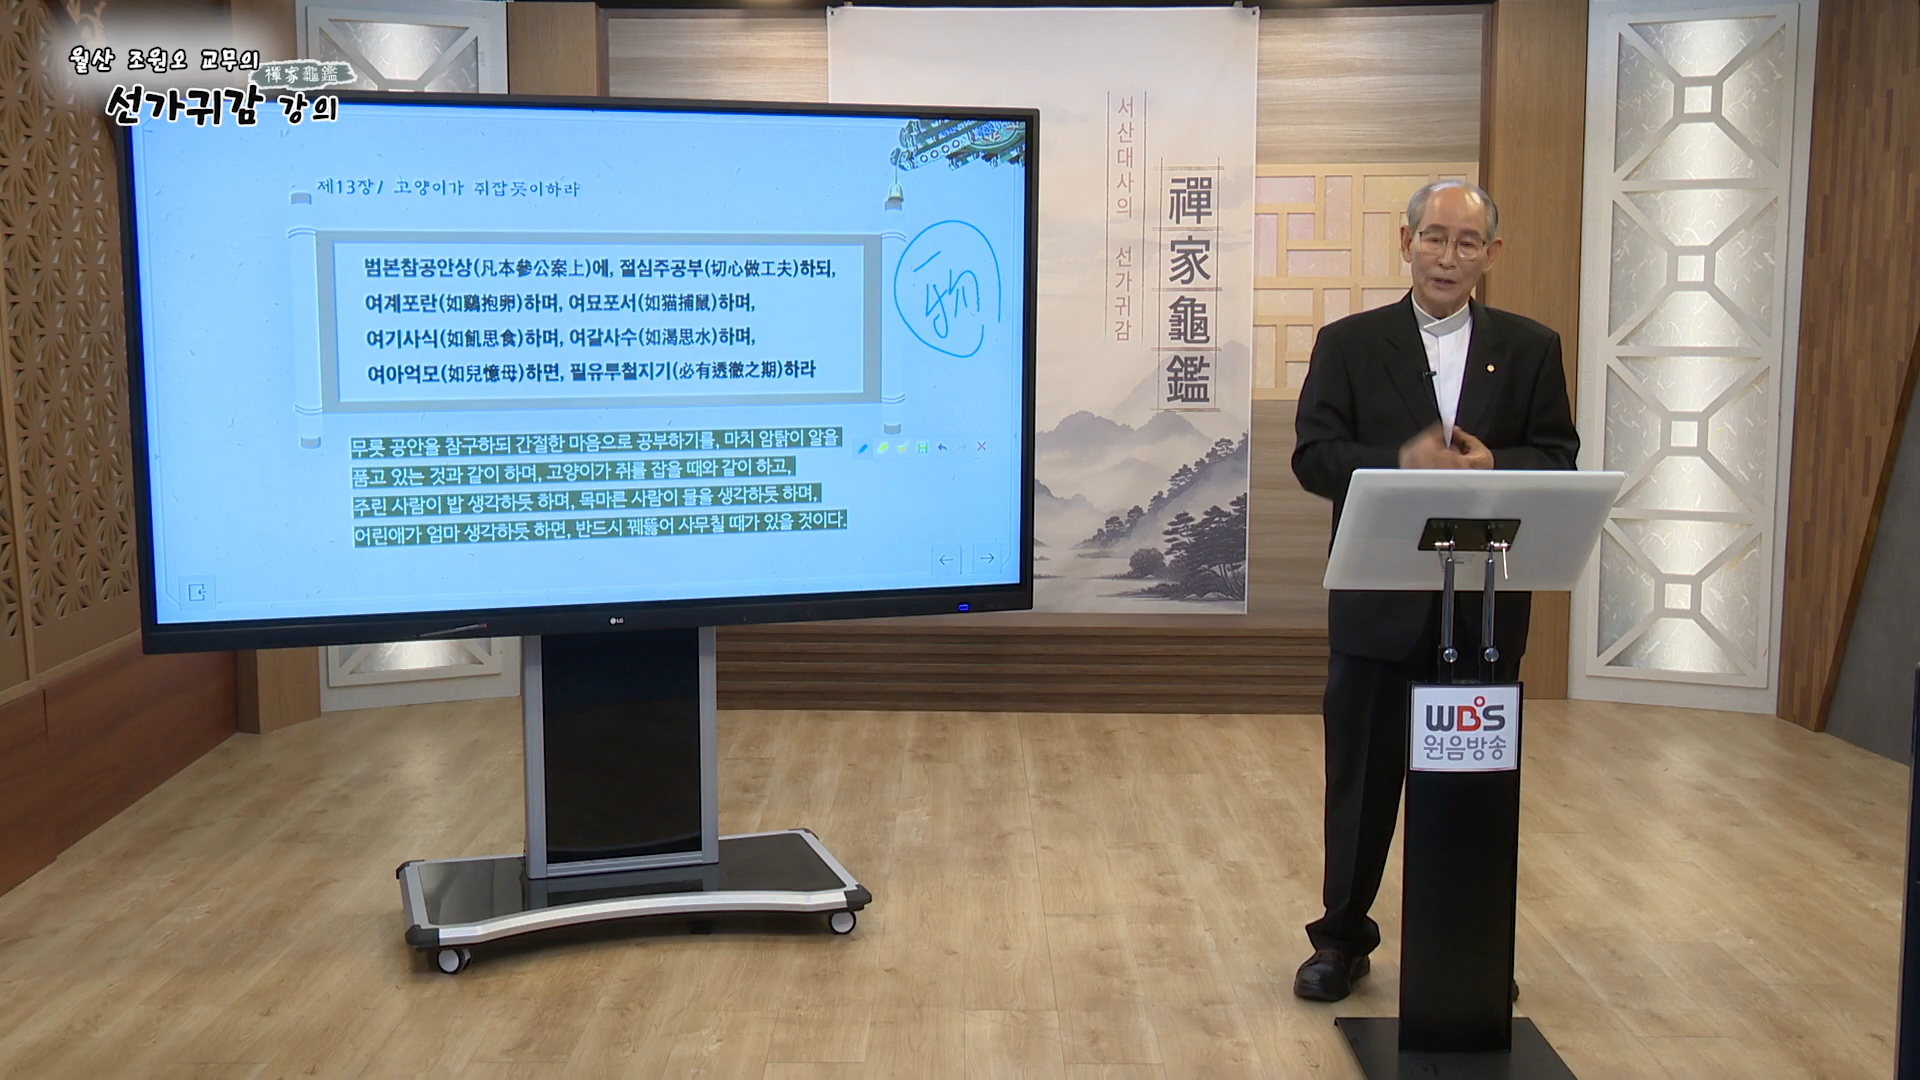 월산 조원오 교무의
선가귀감 강의
禪家龜鑑
제13장/ 고양이가 쥐잡듯이하라
범본참공안상(凡本參公案上)에, 절심주공부(切心做工夫)하되,
여계포란(如鷄抱卵)하며, 여묘포서(如猫捕鼠)하며,
여기사식(如飢思食)하며, 여갈사수(如渴思水)하며,
여아억모(如兒憶母)하면, 필유투철지기(必有透徹之期)하라
무릇 공안을 참구하되 간절한 마음으로 공부하기를, 마치 암탉이 알을
품고 있는 것과 같이 하며, 고양이가 쥐를 잡을 때와 같이 하고,
주린 사람이 밥 생각하듯 하며, 목마른 사람이 물을 생각하듯 하며,
어린애가 엄마 생각하듯 하면, 반드시 꿰뚫어 사무칠 때가 있을 것이다.
一物
LG
서산대사의 선가귀감
禪家龜鑑
WBS
원음방송